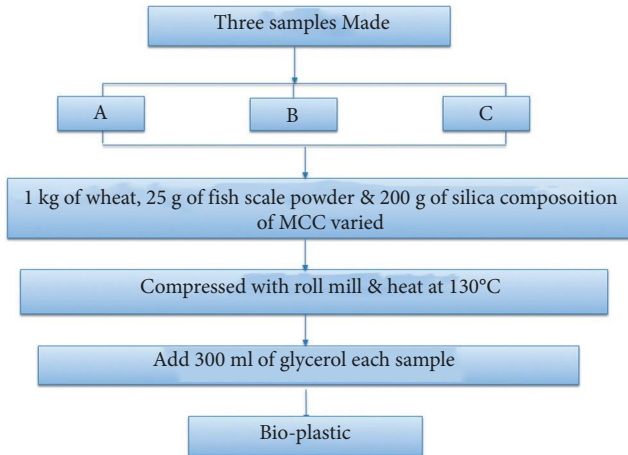 Three samples Made
A
B
C
1 kg of wheat, 25 g of fish scale powder & 200 g of silica composoition
of MCC varied
Compressed with roll mill & heat at 130°C
Add 300 ml of glycerol each sample
Bio-plastic